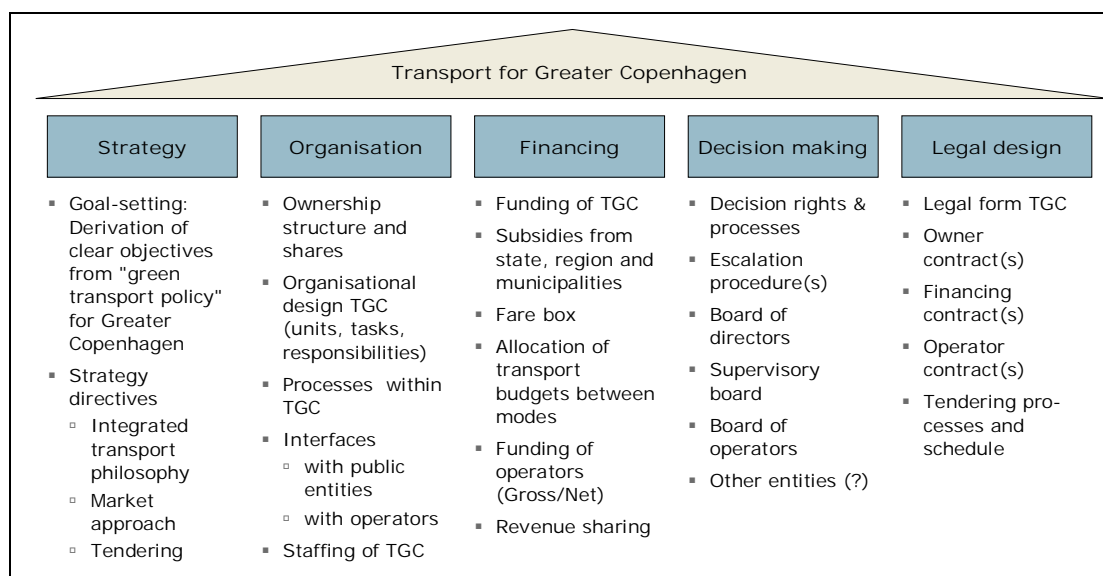 Transport for Greater Copenhagen
Strategy
▪ Goal-setting:
Derivation of
clear objectives
from "green
transport policy"
for Greater
Copenhagen
▪ Strategy
directives
▫ Integrated
transport
philosophy
▫ Market
approach
▫ Tendering
Organisation
▪ Ownership
structure and
shares
▪ Organisational
design TGC
(units, tasks,
responsibilities)
▪ Processes within
TGC
▪ Interfaces
▫ with public
entities
▫ with operators
▪ Staffing of TGC
Financing
▪ Funding of TGC
▪ Subsidies from
state, region and
municipalities
▪ Fare box
▪ Allocation of
transport
budgets between
modes
▪ Funding of
operators
(Gross/Net)
▪ Revenue sharing
Decision making
▪ Decision rights &
processes
▪ Escalation
procedure(s)
▪ Board of
directors
▪ Supervisory
board
▪ Board of
operators
▪ Other entities (?)
Legal design
▪ Legal form TGC
▪ Owner
contract(s)
▪ Financing
contract(s)
▪ Operator
contract(s)
▪ Tendering pro-
cesses and
schedule